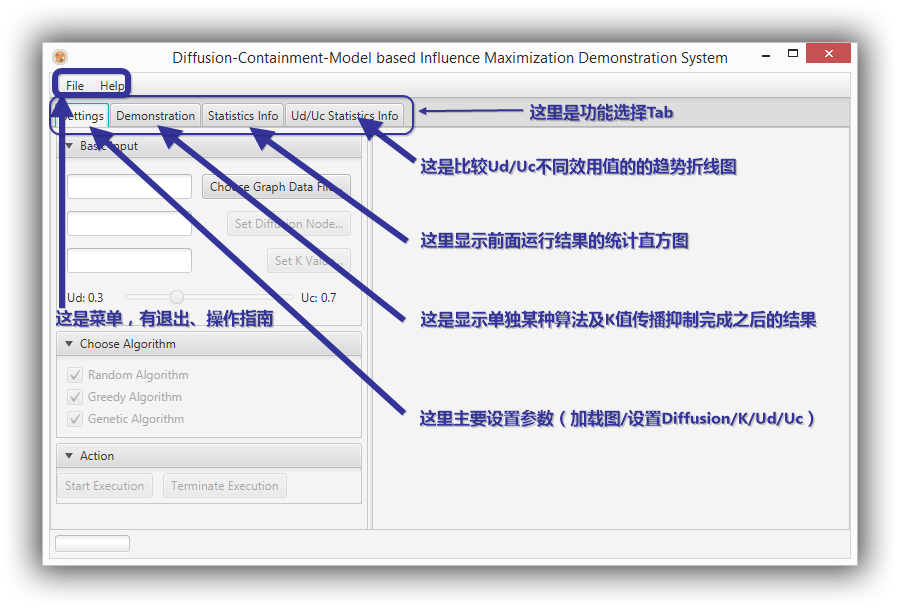 Diffusion-Containment-Model based Influence Maximization Demonstration System
File Help
Settings Demonstration Statistics Info Ud/Uc Statistics Info
这里是功能选择Tab
Basic Input
这是比较Ud/Uc不同效用值的的趋势折线图
Choose Graph Data File...
Set Diffusion Node...
这里显示前面运行结果的统计直方图
Set K Value...
Ud: 0.3 Uc: 0.7
这是菜单，有退出、操作指南
这是显示单独某种算法及K值传播抑制完成之后的结果
Choose Algorithm
Random Algorithm
Greedy Algorithm
Genetic Algorithm
这里主要设置参数（加载图/设置Diffusion/K/Ud/Uc）
Action
Start Execution Terminate Execution